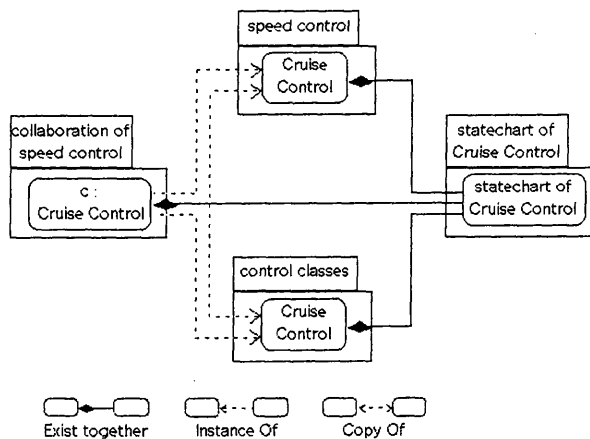 speed control
Cruise
Control
collaboration of
speed control
c :
Cruise Control
statechart of
Cruise Control
statechart of
Cruise Control
control classes
Cruise
Control
Exist together
Instance Of
Copy Of